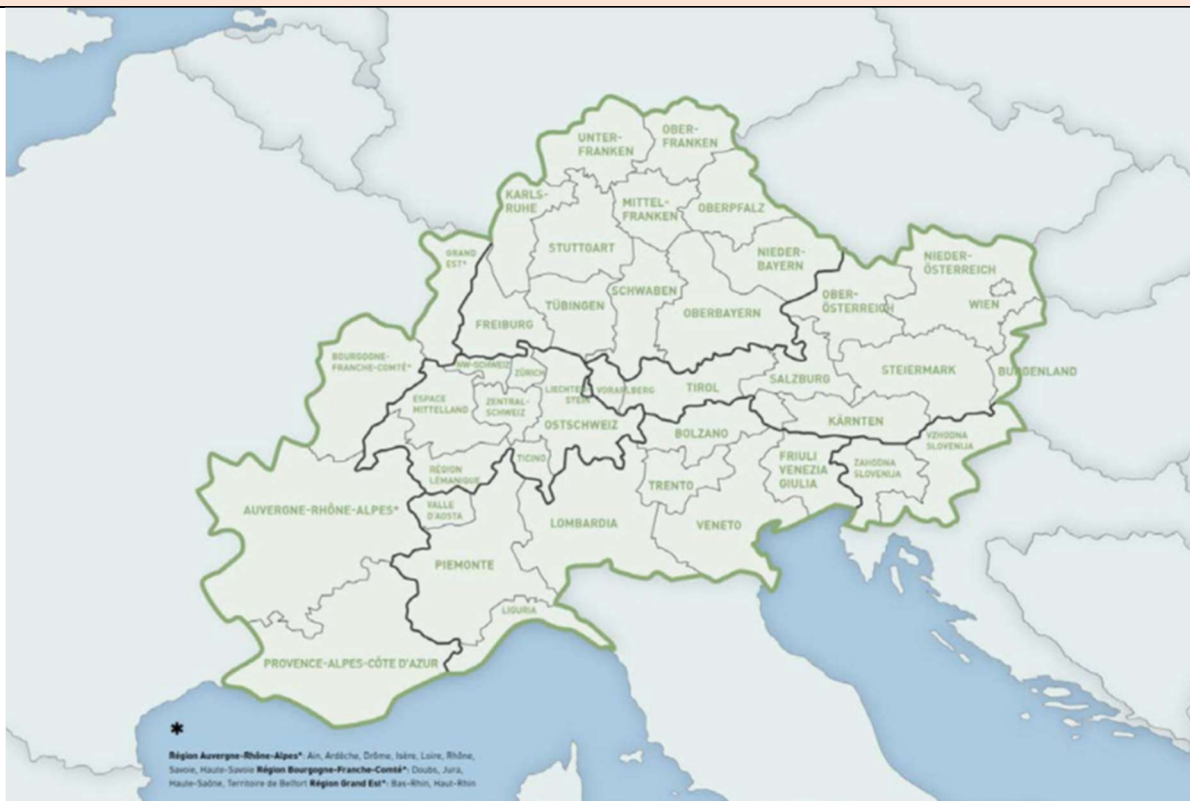 UNTER-
FRANKEN
OBER-
FRANKEN
KARLS-
RUHE
MITTEL-
FRANKEN
OBERPFALZ
STUTTGART
GRAND
EST*
NIEDER-
BAYERN
NIEDER-
ÖSTERREICH
SCHWABEN
OBER-
ÖSTERREICH
WIEN
TÜBINGEN
OBERBAYERN
FREIBURG
BOURGOGNE-
FRANCHE-COMTÉ*
NW-SCHWEIZ
ZÜRICH
STEIERMARK
BURGENLAND
SALZBURG
LIECHTEN-
STEIN
VORARLBERG
TIROL
ESPACE
MITTELLAND
ZENTRAL-
SCHWEIZ
OSTSCHWEIZ
KÄRNTEN
BOLZANO
VZHODNA
SLOVENIJA
TICINO
FRIULI
VENEZIA
GIULIA
ZAHODNA
SLOVENIJA
RÉGION
LÉMANIQUE
TRENTO
AUVERGNE-RHÔNE-ALPES*
VALLE
D'AOSTA
LOMBARDIA
VENETO
PIEMONTE
LIGURIA
PROVENCE-ALPES-CÔTE D'AZUR
*
Région Auvergne-Rhône-Alpes*: Ain, Ardèche, Drôme, Isère, Loire, Rhône,
Savoie, Haute-Savoie Région Bourgogne-Franche-Comté*: Doubs, Jura,
Haute-Saône, Territoire de Belfort Région Grand Est*: Bas-Rhin, Haut-Rhin